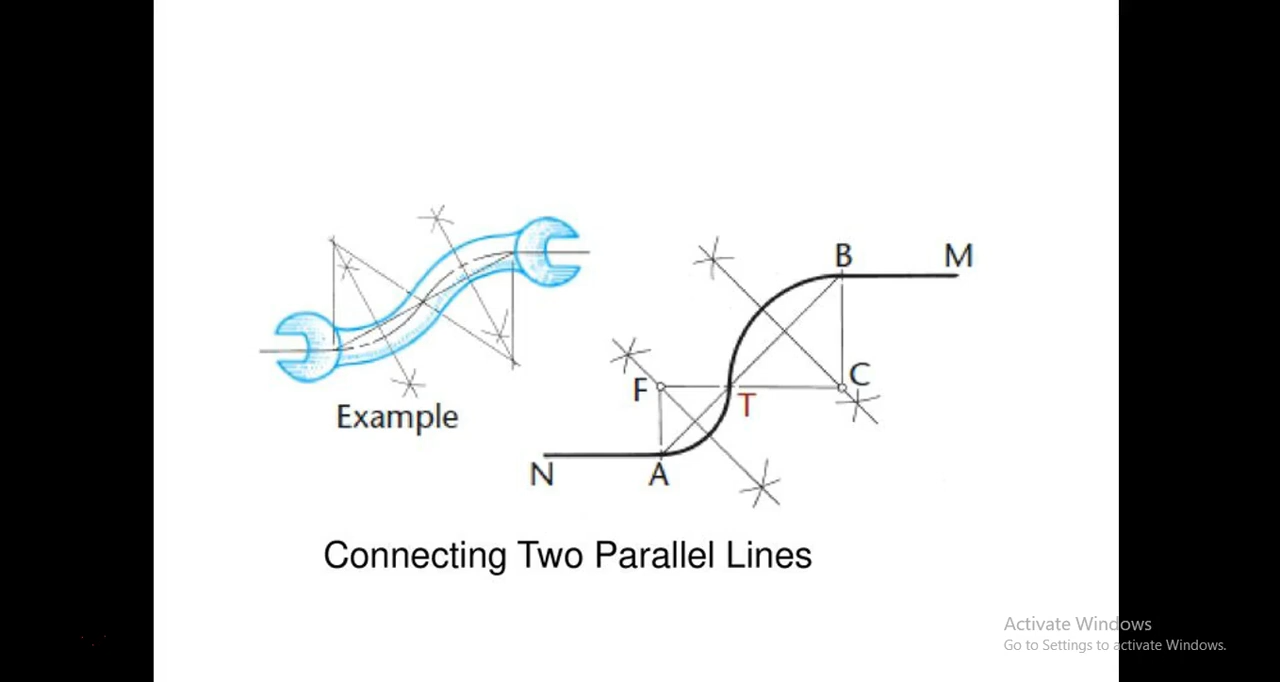 B M
F C
T
Example
N A
Connecting Two Parallel Lines
Activate Windows
Go to Settings to activate Windows.